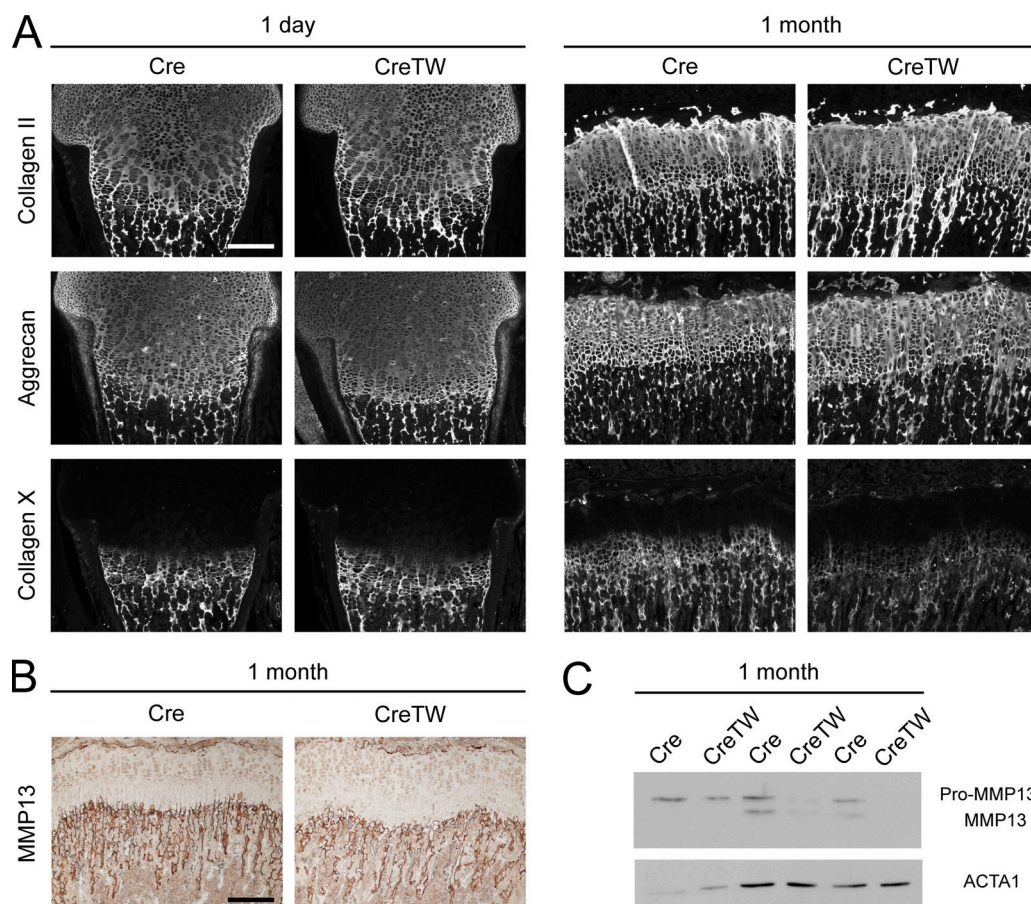 A
1 day
1 month
Cre
CreTW
Cre
CreTW
Collagen II
Aggrecan
Collagen X
B
1 month
Cre
CreTW
MMP13
C
1 month
Cre
CreTW
Cre
CreTW
Cre
CreTW
Pro-MMP13
MMP13
ACTA1